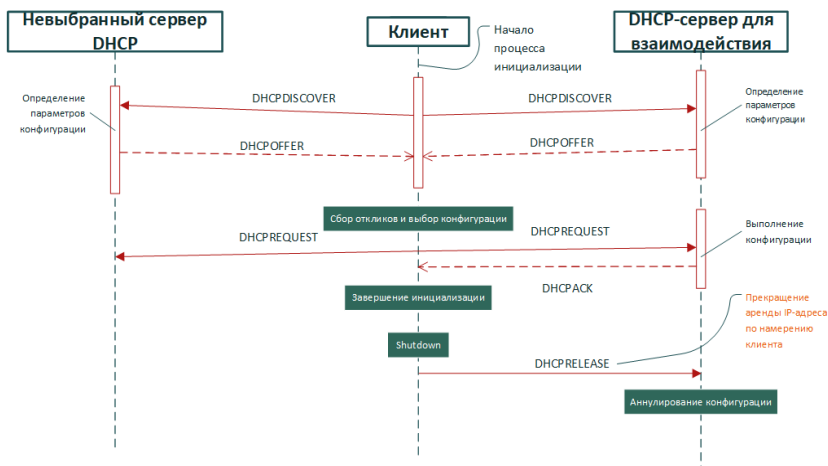 Невыбранный сервер
DHCP
Клиент
DHCP-сервер для
взаимодействия
Начало
процесса
инициализации
Определение
параметров
конфигурации
DHCPDISCOVER
DHCPDISCOVER
Определение
параметров
конфигурации
DHCPOFFER
DHCPOFFER
Сбор откликов и выбор конфигурации
DHCPREQUEST
DHCPREQUEST
Выполнение
конфигурации
DHCPACK
Завершение инициализации
Прекращение
аренды IP-адреса
по намерению
клиента
Shutdown
DHCPRELEASE
Аннулирование конфигурации